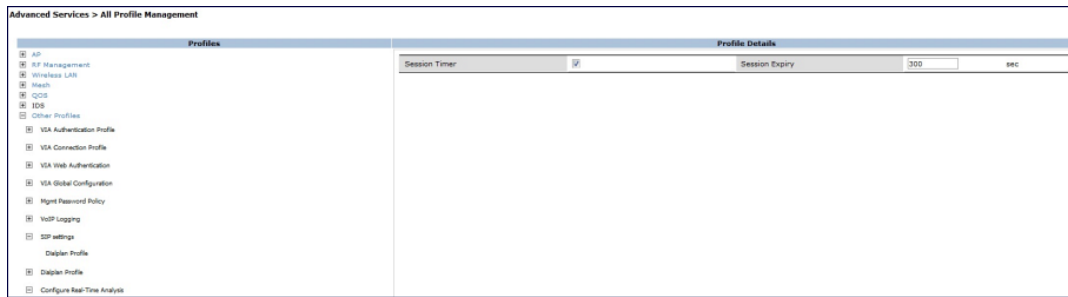 Advanced Services > All Profile Management
Profiles
AP
RF Management
Wireless LAN
Mesh
QOS
IDS
Other Profiles
VIA Authentication Profile
VIA Connection Profile
VIA Web Authentication
VIA Global Configuration
Mgmt Password Policy
VoIP Logging
SIP settings
Dialplan Profile
Dialplan Profile
Configure Real-Time Analysis
Profile Details
Session Timer Session Expiry 300 sec